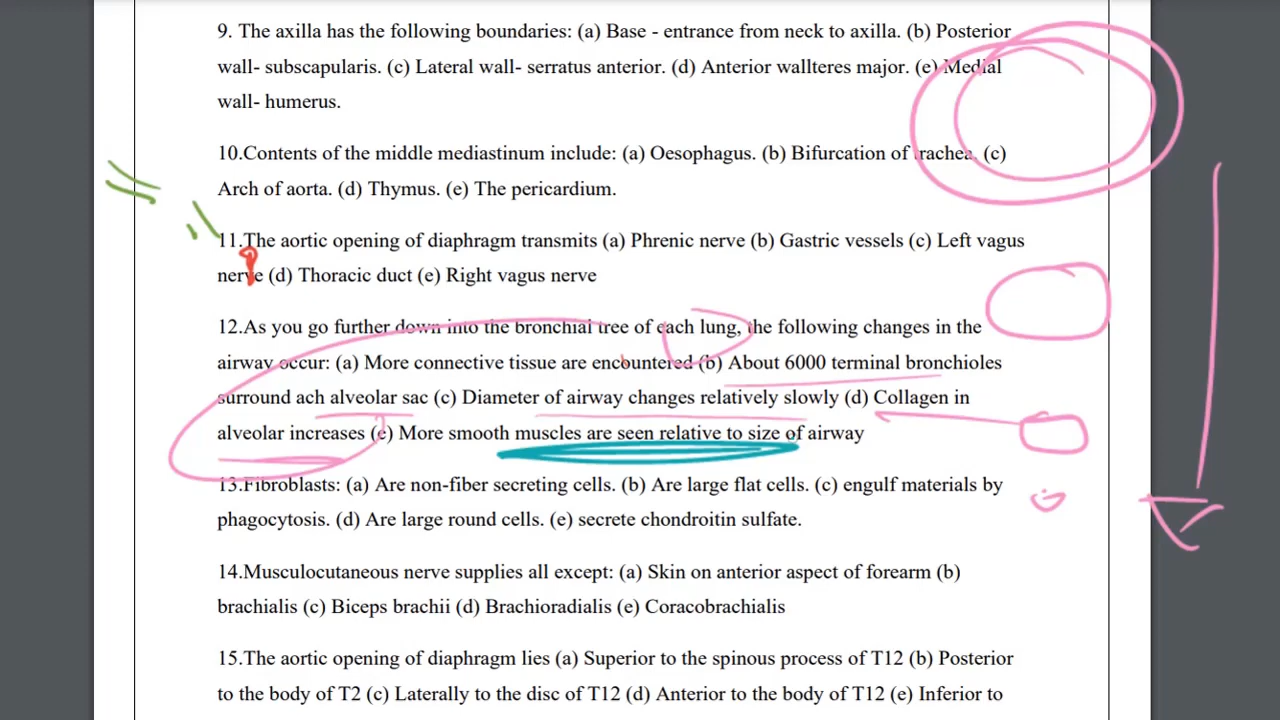 9. The axilla has the following boundaries: (a) Base - entrance from neck to axilla. (b) Posterior
wall- subscapularis. (c) Lateral wall- serratus anterior. (d) Anterior wallteres major. (e) Medial
wall- humerus.
10.Contents of the middle mediastinum include: (a) Oesophagus. (b) Bifurcation of trachea. (c)
Arch of aorta. (d) Thymus. (e) The pericardium.
11.The aortic opening of diaphragm transmits (a) Phrenic nerve (b) Gastric vessels (c) Left vagus
nerve (d) Thoracic duct (e) Right vagus nerve
12.As you go further down into the bronchial tree of each lung, the following changes in the
airway occur: (a) More connective tissue are encountered (b) About 6000 terminal bronchioles
surround ach alveolar sac (c) Diameter of airway changes relatively slowly (d) Collagen in
alveolar increases (e) More smooth muscles are seen relative to size of airway
13.Fibroblasts: (a) Are non-fiber secreting cells. (b) Are large flat cells. (c) engulf materials by
phagocytosis. (d) Are large round cells. (e) secrete chondroitin sulfate.
14.Musculocutaneous nerve supplies all except: (a) Skin on anterior aspect of forearm (b)
brachialis (c) Biceps brachii (d) Brachioradialis (e) Coracobrachialis
15.The aortic opening of diaphragm lies (a) Superior to the spinous process of T12 (b) Posterior
to the body of T2 (c) Laterally to the disc of T12 (d) Anterior to the body of T12 (e) Inferior to